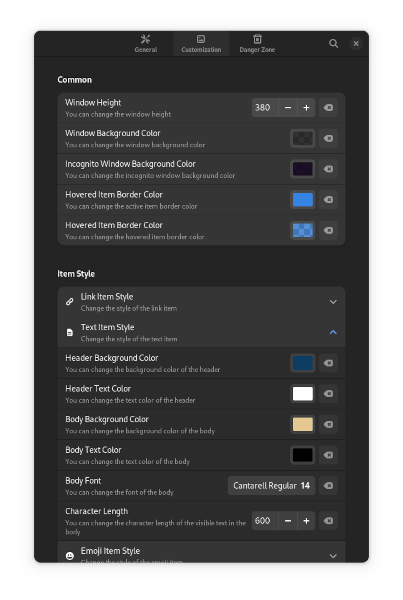 General
Customization
Danger Zone
Common
Window Height
You can change the window height
380
Window Background Color
You can change the window background color
Incognito Window Background Color
You can change the incognito window background color
Hovered Item Border Color
You can change the active item border color
Hovered Item Border Color
You can change the hovered item border color
Item Style
Link Item Style
Change the style of the link item
Text Item Style
Change the style of the text item
Header Background Color
You can change the background color of the header
Header Text Color
You can change the text color of the header
Body Background Color
You can change the background color of the body
Body Text Color
You can change the text color of the body
Body Font
You can change the font of the body
Cantarell Regular 14
Character Length
You can change the character length of the visible text in the
body
600
Emoji Item Style
Change the style of the emoji item